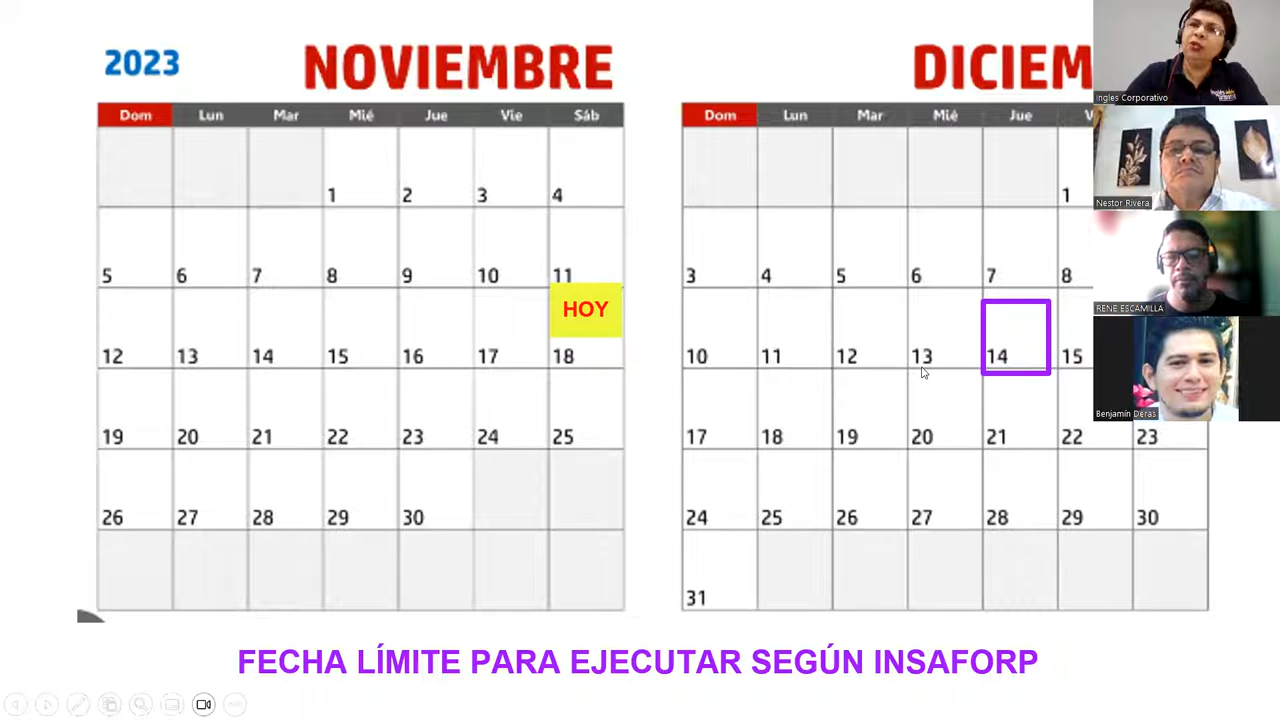 2023 NOVIEMBRE
Dom Lun Mar Mié Jue Vie Sáb
1 2 3 4
5 6 7 8 9 10 11
HOY
12 13 14 15 16 17 18
19 20 21 22 23 24 25
26 27 28 29 30
DICIEM
Dom Lun Mar Mié Jue V
1
3 4 5 6 7 8
10 11 12 13 14 15
17 18 19 20 21 22 23
24 25 26 27 28 29 30
31
FECHA LÍMITE PARA EJECUTAR SEGÚN INSAFORP
Ingles Corporativo
Nestor Rivera
RENE ESCAMILLA
Benjamín Deras